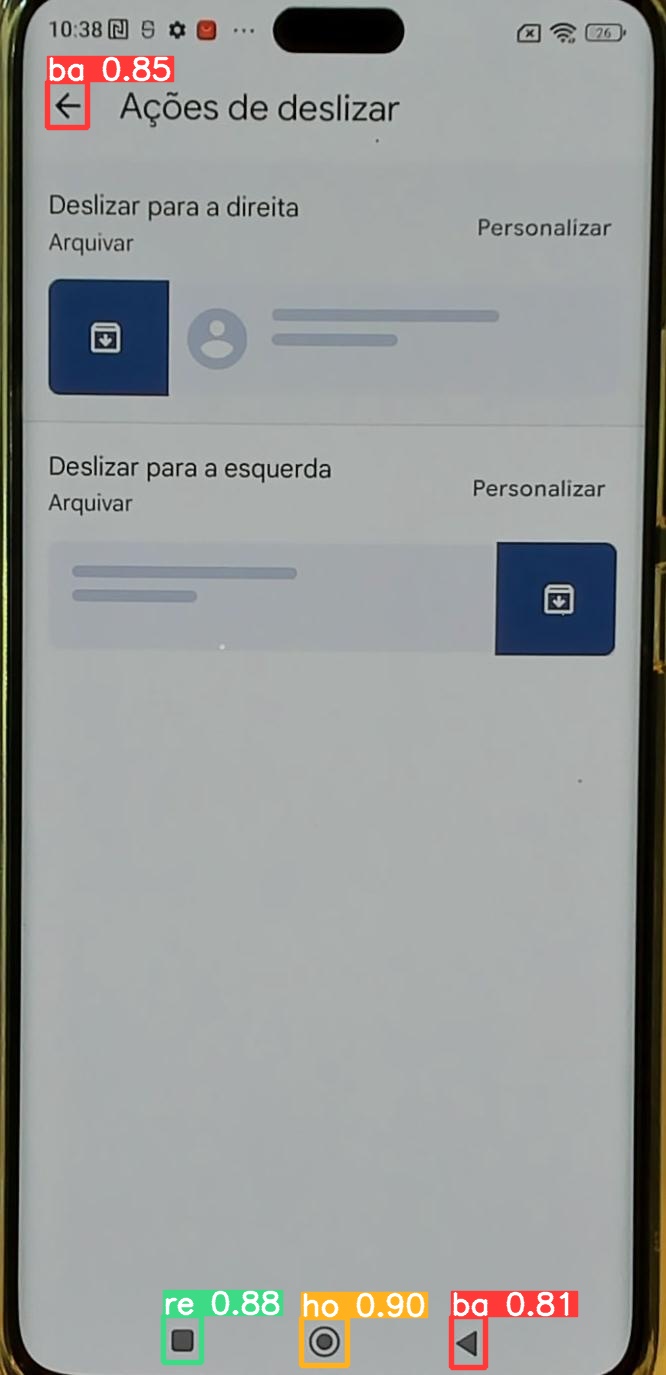 10:38
26
ba 0.85
Ações de deslizar
Deslizar para a direita
Arquivar
Personalizar
Deslizar para a esquerda
Arquivar
Personalizar
re 0.88
ho 0.90
ba 0.81